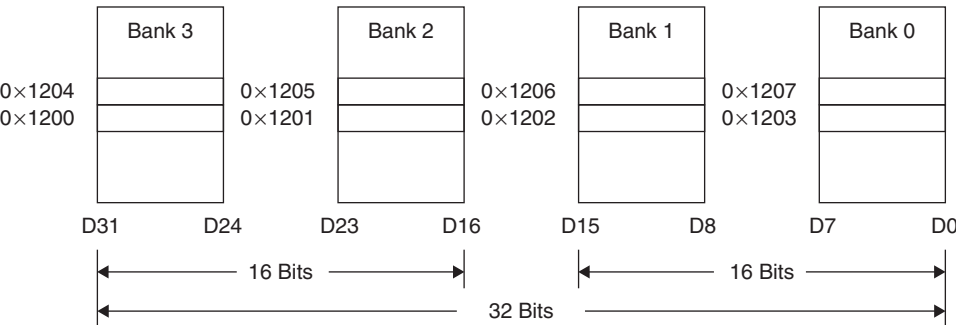 Bank 3 Bank 2 Bank 1 Bank 0
0×1204 0×1205 0×1206 0×1207
0×1200 0×1201 0×1202 0×1203
D31 D24 D23 D16 D15 D8 D7 D0
16 Bits 16 Bits
32 Bits